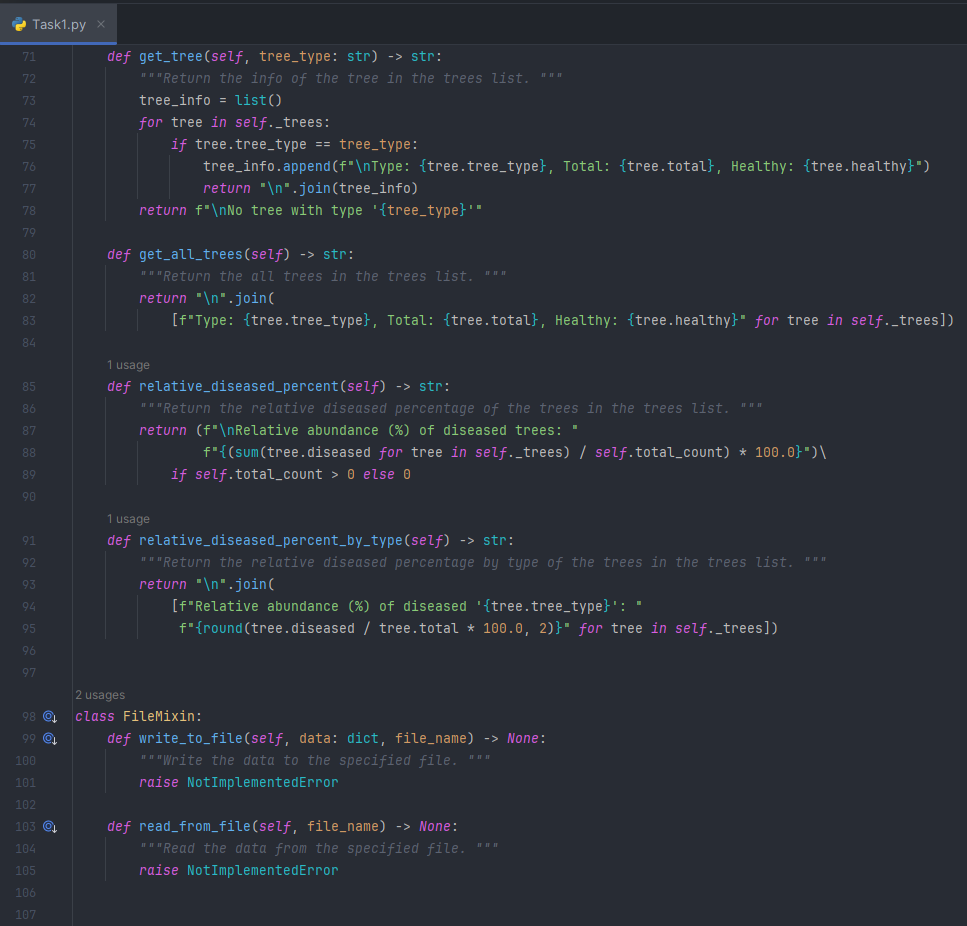 Task1.py ×
71     def get_tree(self, tree_type: str) -> str:
72         """Return the info of the tree in the trees list. """
73         tree_info = list()
74         for tree in self._trees:
75             if tree.tree_type == tree_type:
76                 tree_info.append(f"\nType: {tree.tree_type}, Total: {tree.total}, Healthy: {tree.healthy}")
77                 return "\n".join(tree_info)
78         return f"\nNo tree with type '{tree_type}'"
79
80     def get_all_trees(self) -> str:
81         """Return the all trees in the trees list. """
82         return "\n".join(
83             [f"Type: {tree.tree_type}, Total: {tree.total}, Healthy: {tree.healthy}" for tree in self._trees])
84
1 usage
85     def relative_diseased_percent(self) -> str:
86         """Return the relative diseased percentage of the trees in the trees list. """
87         return (f"\nRelative abundance (%) of diseased trees: "
88                 f"{(sum(tree.diseased for tree in self._trees) / self.total_count) * 100.0}")\
89             if self.total_count > 0 else 0
90
1 usage
91     def relative_diseased_percent_by_type(self) -> str:
92         """Return the relative diseased percentage by type of the trees in the trees list. """
93         return "\n".join(
94             [f"Relative abundance (%) of diseased '{tree.tree_type}': "
95              f"{round(tree.diseased / tree.total * 100.0, 2)}" for tree in self._trees])
96
97
2 usages
98 class FileMixin:
99     def write_to_file(self, data: dict, file_name) -> None:
100         """Write the data to the specified file. """
101         raise NotImplementedError
102
103     def read_from_file(self, file_name) -> None:
104         """Read the data from the specified file. """
105         raise NotImplementedError
106
107